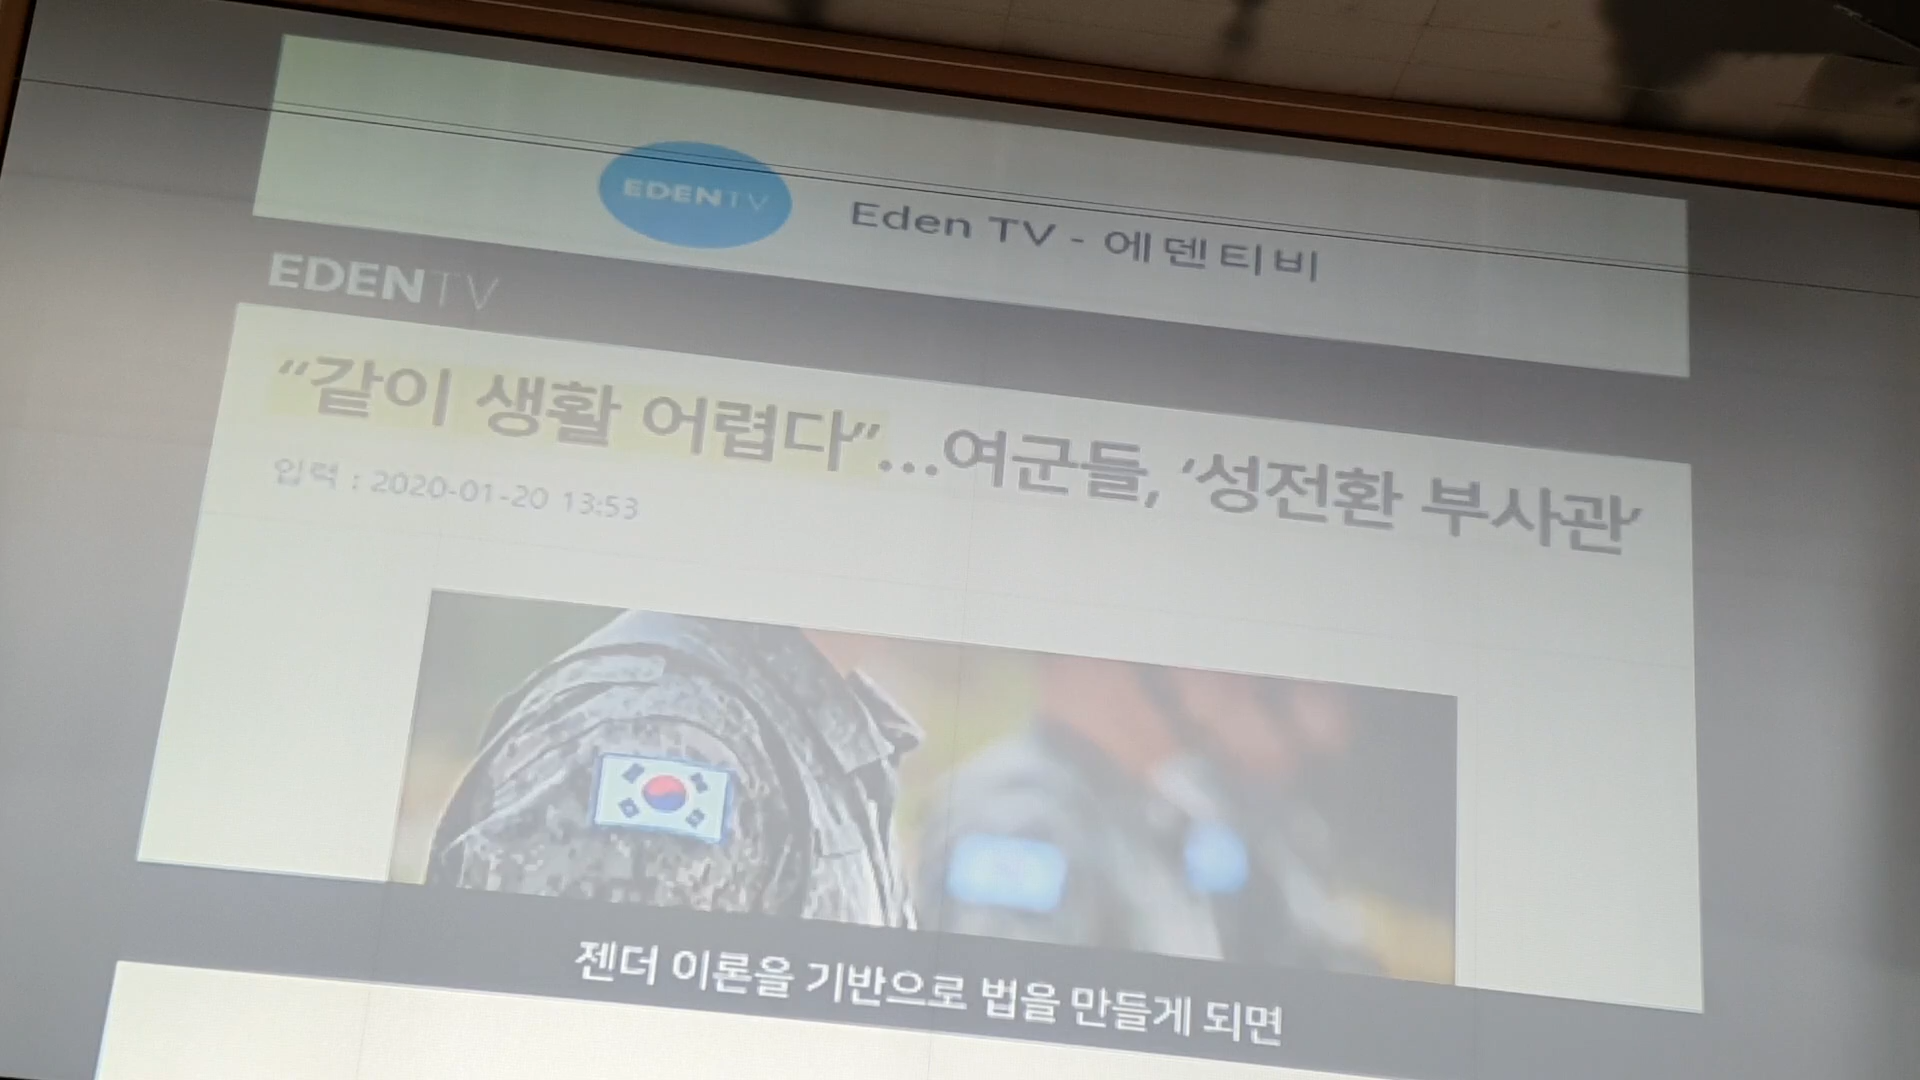 EDENTV
Eden TV - 에덴티비
EDENTV
“같이 생활 어렵다”...여군들, ‘성전환 부사관’
입력 : 2020-01-20 13:53
젠더 이론을 기반으로 법을 만들게 되면